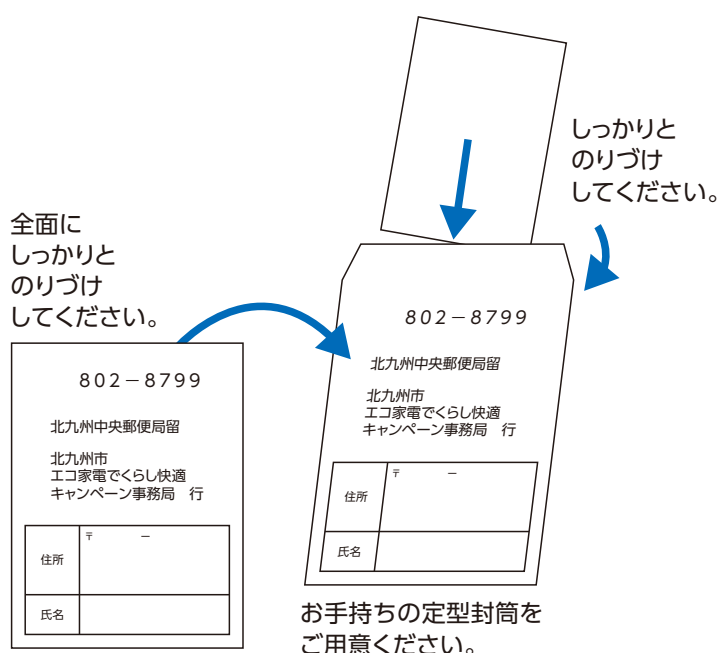 しっかりと
のりづけ
してください。
全面に
しっかりと
のりづけ
してください。
802－8799
北九州中央郵便局留
北九州市
エコ家電でくらし快適
キャンペーン事務局　行
住所
〒　－
氏名
802－8799
北九州中央郵便局留
北九州市
エコ家電でくらし快適
キャンペーン事務局　行
住所
〒　－
氏名
お手持ちの定型封筒を
ご用意ください。